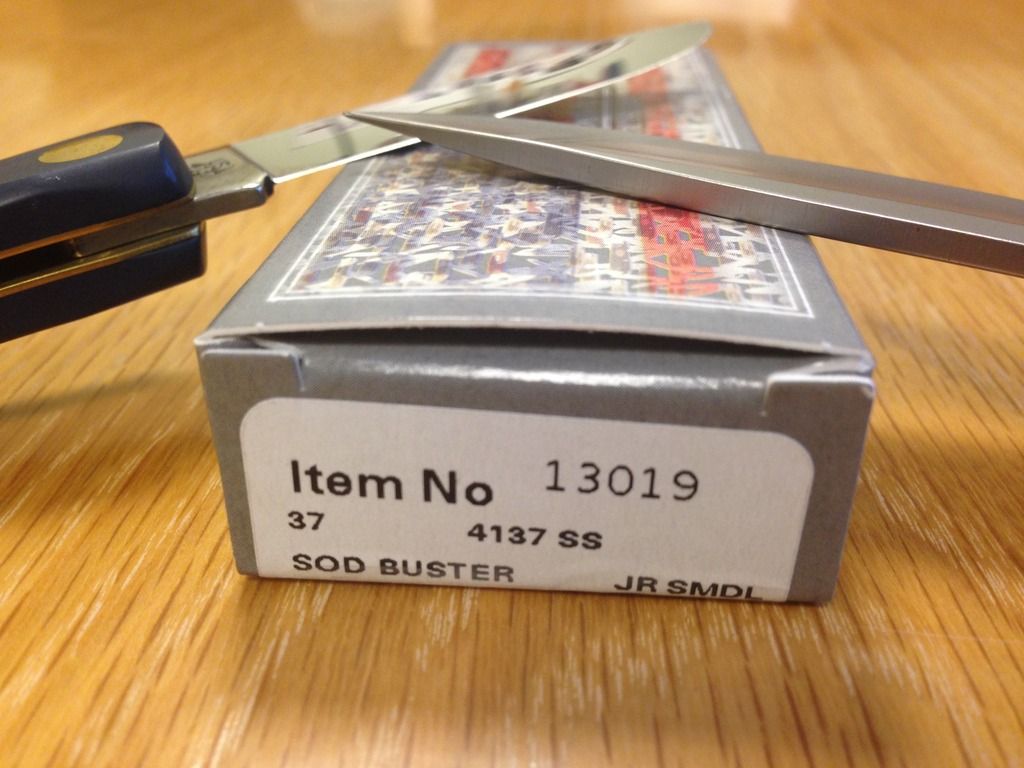 Item No 13019
37 4137 SS
SOD BUSTER JR SMDL